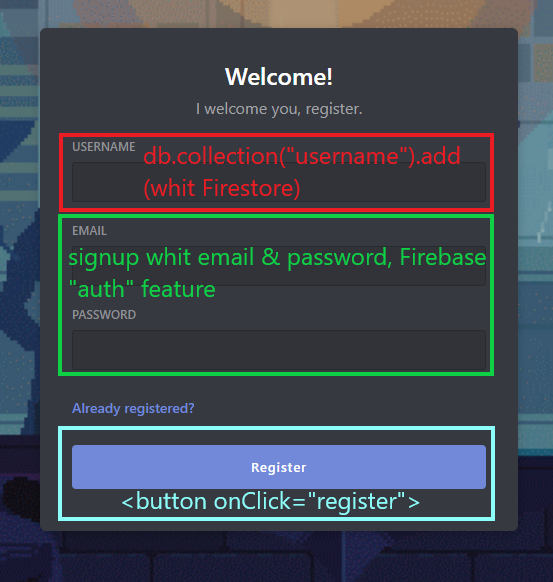 Welcome!
I welcome you, register.
USERNAME
db.collection("username").add
(whit Firestore)
EMAIL
signup whit email & password, Firebase
"auth" feature
PASSWORD
Already registered?
Register
<button onClick="register">